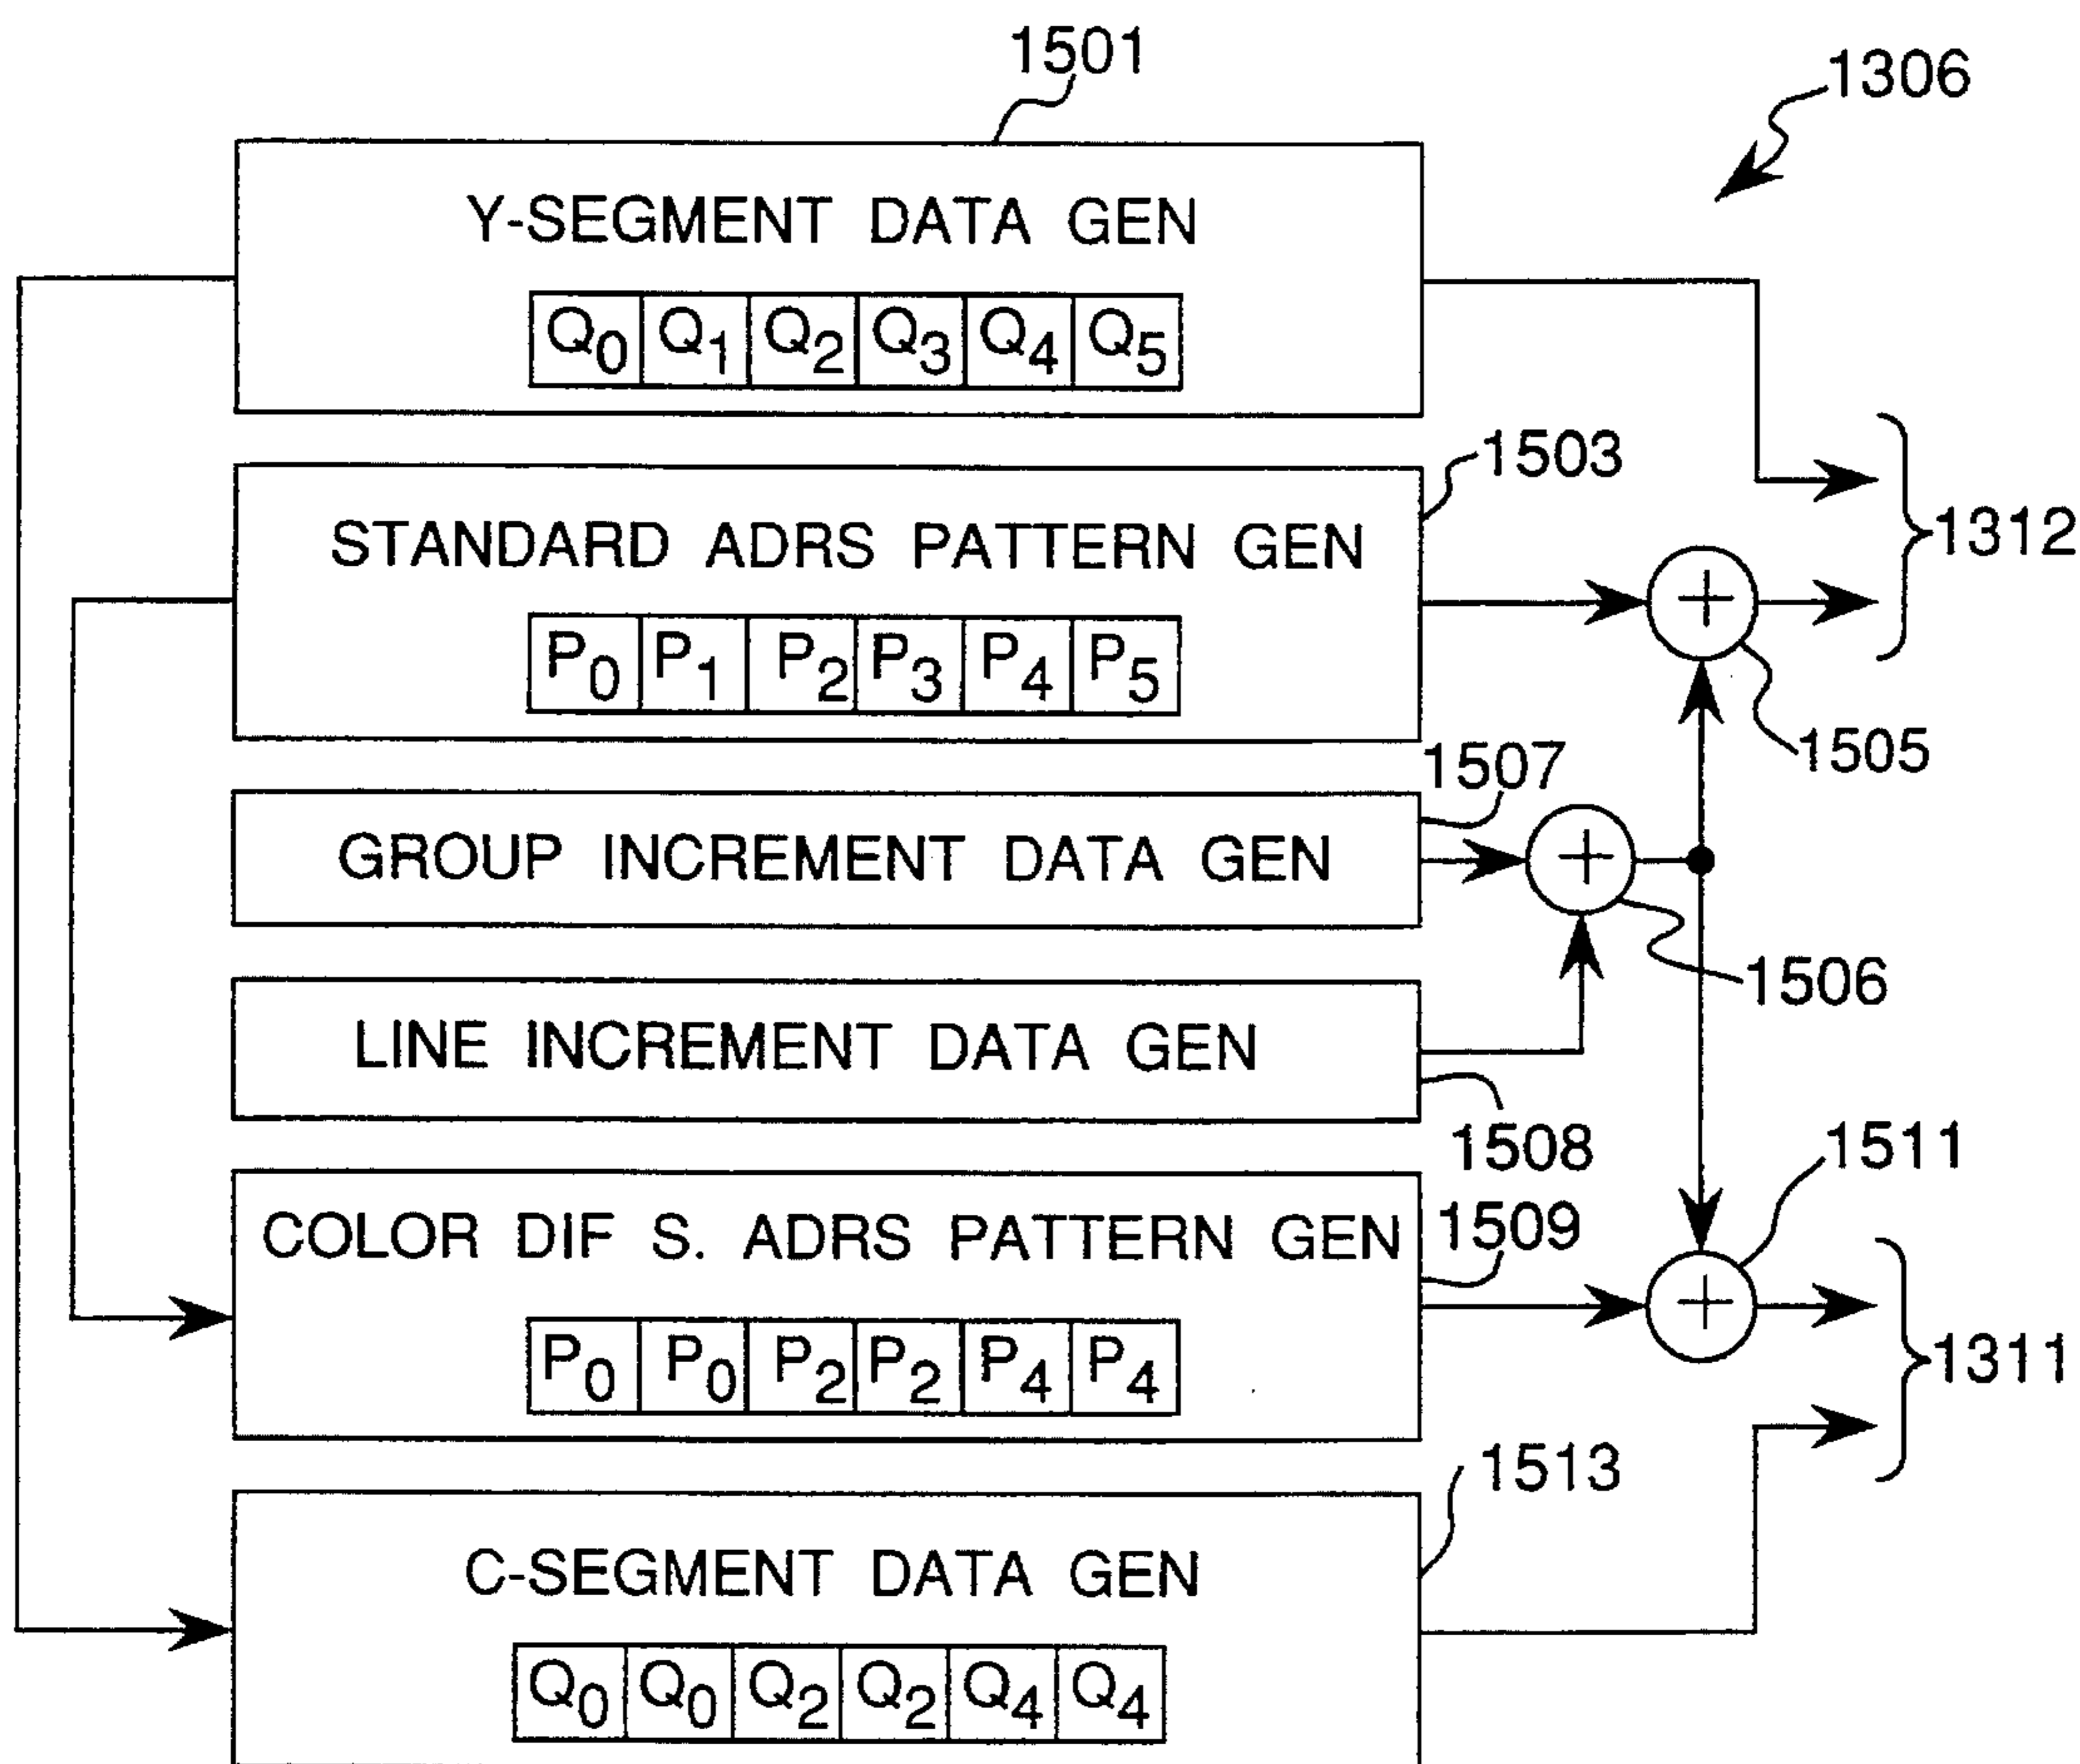 1501
1306
Y-SEGMENT DATA GEN
Q0 Q1 Q2 Q3 Q4 Q5
1503
1312
STANDARD ADRS PATTERN GEN
P0 P1 P2 P3 P4 P5
1505
1507
GROUP INCREMENT DATA GEN
1506
LINE INCREMENT DATA GEN
1508
1511
COLOR DIF S. ADRS PATTERN GEN
1509
P0 P0 P2 P2 P4 P4
1311
1513
C-SEGMENT DATA GEN
Q0 Q0 Q2 Q2 Q4 Q4